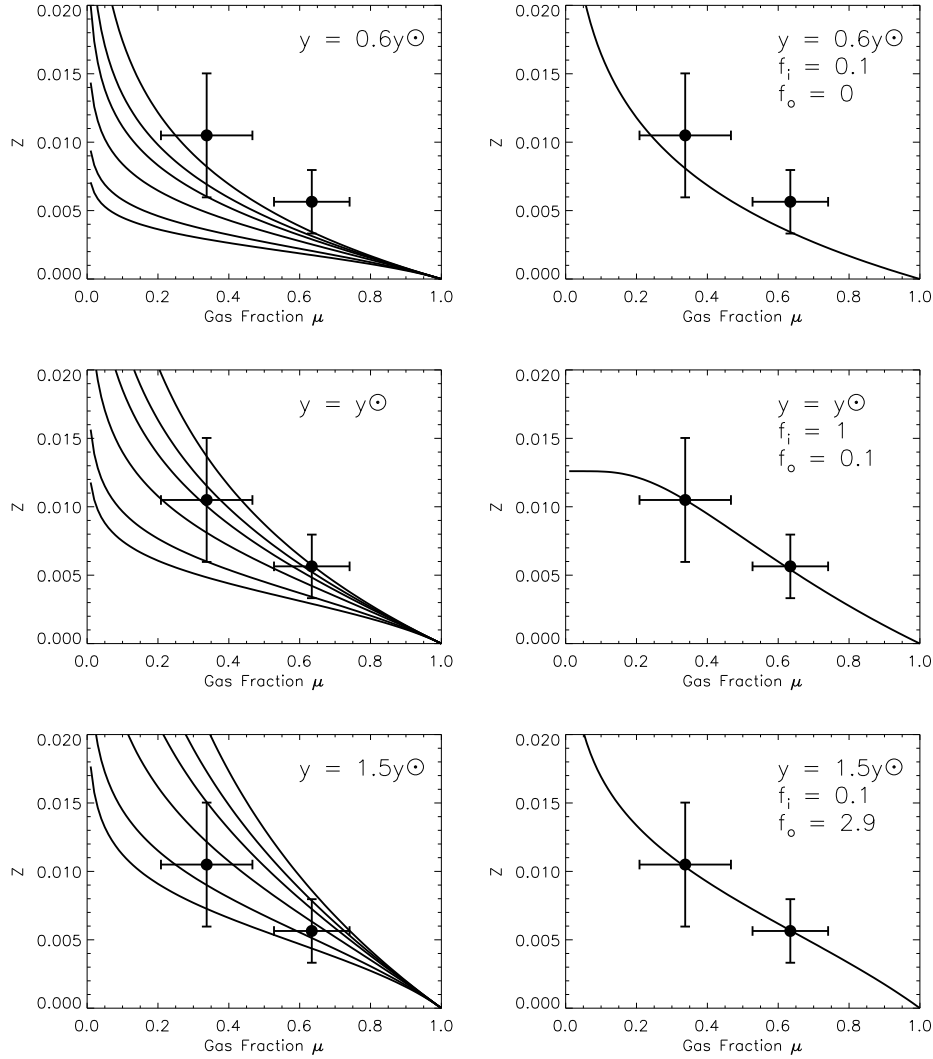 y = 0.6y⊙
0.020
0.015
0.010
0.005
0.000
Z
0.0 0.2 0.4 0.6 0.8 1.0
Gas Fraction μ
y = 0.6y⊙
f_i = 0.1
f_o = 0
0.020
0.015
0.010
0.005
0.000
Z
0.0 0.2 0.4 0.6 0.8 1.0
Gas Fraction μ
y = y⊙
0.020
0.015
0.010
0.005
0.000
Z
0.0 0.2 0.4 0.6 0.8 1.0
Gas Fraction μ
y = y⊙
f_i = 1
f_o = 0.1
0.020
0.015
0.010
0.005
0.000
Z
0.0 0.2 0.4 0.6 0.8 1.0
Gas Fraction μ
y = 1.5y⊙
0.020
0.015
0.010
0.005
0.000
Z
0.0 0.2 0.4 0.6 0.8 1.0
Gas Fraction μ
y = 1.5y⊙
f_i = 0.1
f_o = 2.9
0.020
0.015
0.010
0.005
0.000
Z
0.0 0.2 0.4 0.6 0.8 1.0
Gas Fraction μ